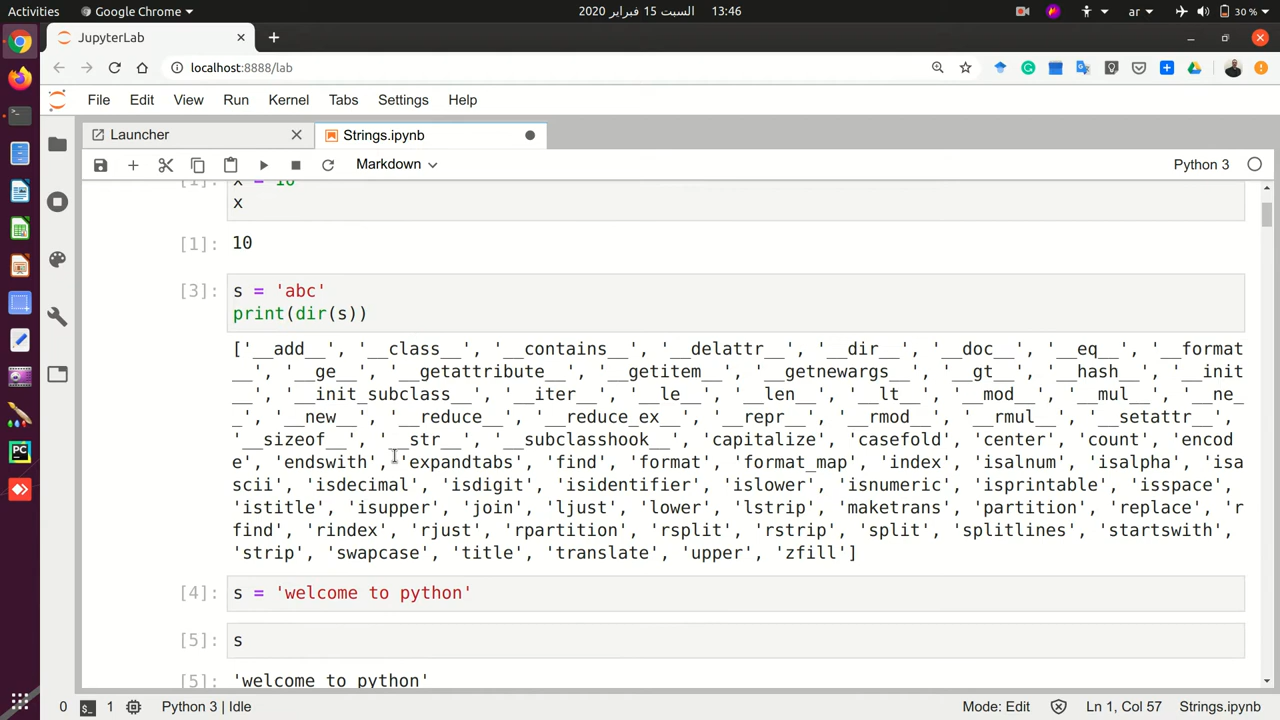 Activities
Google Chrome
السبت 15 فبراير 2020
13:46
ar
30 %
JupyterLab
localhost:8888/lab
File Edit View Run Kernel Tabs Settings Help
Launcher
Strings.ipynb
Markdown
Python 3
[1]: x = 10
x
[1]: 10
[3]: s = 'abc'
print(dir(s))
['__add__', '__class__', '__contains__', '__delattr__', '__dir__', '__doc__', '__eq__', '__format
__', '__ge__', '__getattribute__', '__getitem__', '__getnewargs__', '__gt__', '__hash__', '__init
__', '__init_subclass__', '__iter__', '__le__', '__len__', '__lt__', '__mod__', '__mul__', '__ne_
_', '__new__', '__reduce__', '__reduce_ex__', '__repr__', '__rmod__', '__rmul__', '__setattr__',
'__sizeof__', '__str__', '__subclasshook__', 'capitalize', 'casefold', 'center', 'count', 'encod
e', 'endswith', 'expandtabs', 'find', 'format', 'format_map', 'index', 'isalnum', 'isalpha', 'isa
scii', 'isdecimal', 'isdigit', 'isidentifier', 'islower', 'isnumeric', 'isprintable', 'isspace',
'istitle', 'isupper', 'join', 'ljust', 'lower', 'lstrip', 'maketrans', 'partition', 'replace', 'r
find', 'rindex', 'rjust', 'rpartition', 'rsplit', 'rstrip', 'split', 'splitlines', 'startswith',
'strip', 'swapcase', 'title', 'translate', 'upper', 'zfill']
[4]: s = 'welcome to python'
[5]: s
[5]: 'welcome to python'
0
1
Python 3 | Idle
Mode: Edit
Ln 1, Col 57
Strings.ipynb